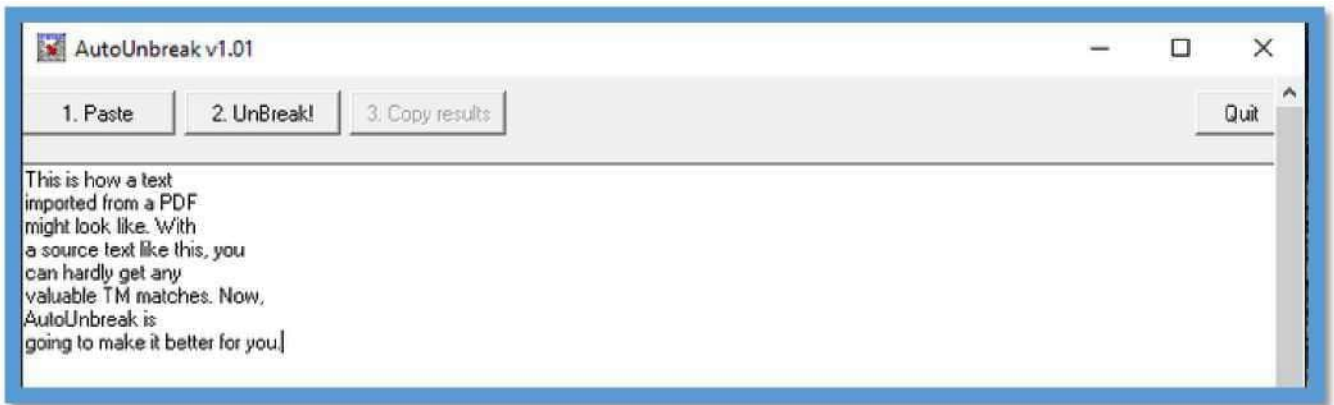 AutoUnbreak v1.01
1. Paste 2. UnBreak! 3. Copy results Quit
This is how a text
imported from a PDF
might look like. With
a source text like this, you
can hardly get any
valuable TM matches. Now,
AutoUnbreak is
going to make it better for you.